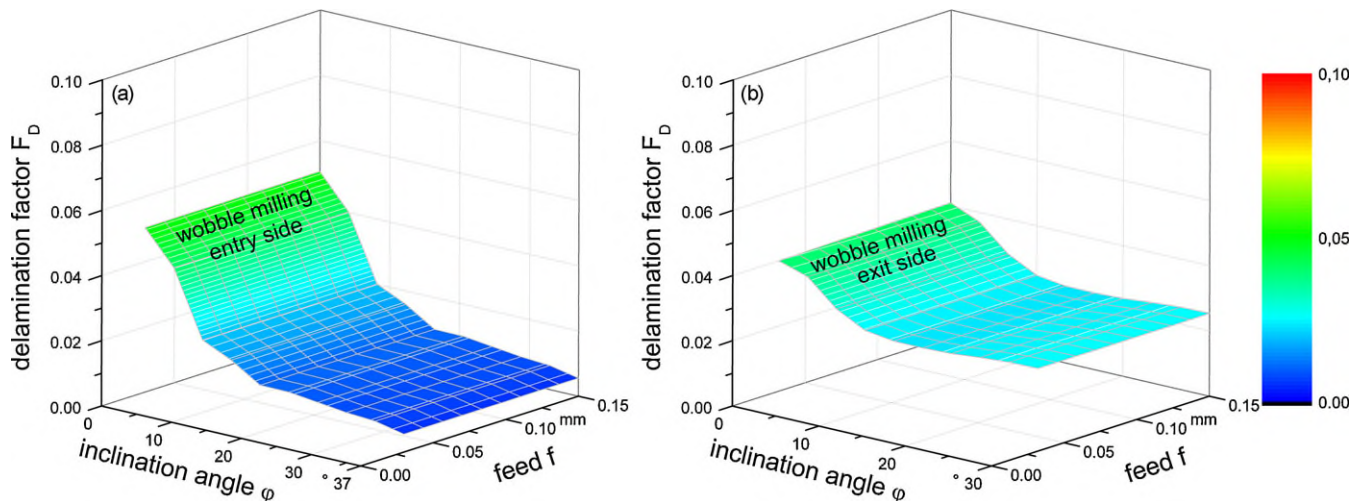 (a)
0.10
0.08
0.06
0.04
0.02
0.00
delamination factor F_D
wobble milling
entry side
0
10
20
30
° 37
inclination angle φ
0.00
0.05
0.10
mm
0.15
feed f
(b)
0.10
0.08
0.06
0.04
0.02
0.00
delamination factor F_D
wobble milling
exit side
0
10
20
° 30
inclination angle φ
0.00
0.05
0.10
mm
0.15
feed f
0,10
0,05
0.00